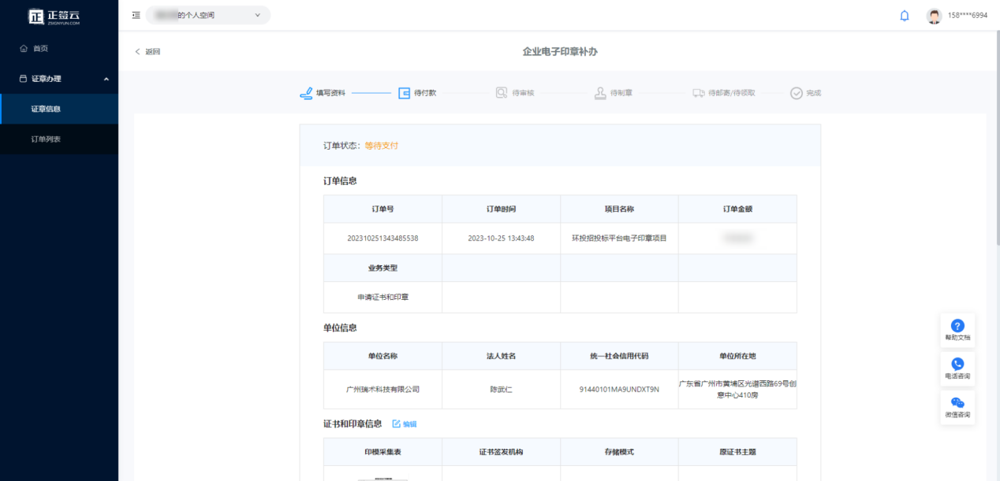 正签云
ZSIGNYUN.COM
的个人空间
158****6994
首页
证章办理
证章信息
订单列表
返回
企业电子印章补办
填写资料
待付款
待审核
待制章
待邮寄/待领取
完成
订单状态：等待支付
订单信息
订单号 订单时间 项目名称 订单金额
202310251343485538 2023-10-25 13:43:48 环投招投标平台电子印章项目
业务类型
申请证书和印章
单位信息
单位名称 法人姓名 统一社会信用代码 单位所在地
广州瑞术科技有限公司 陈武仁 91440101MA9UNDXT9N 广东省广州市黄埔区光谱西路69号创
意中心410房
证书和印章信息 编辑
印模采集表 证书签发机构 存储模式 原证书主题
帮助文档
电话咨询
微信咨询